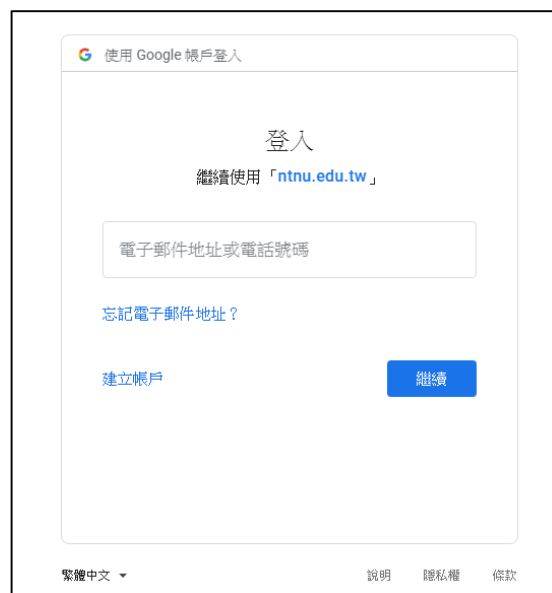 使用 Google 帳戶登入
登入
繼續使用「ntnu.edu.tw」
電子郵件地址或電話號碼
忘記電子郵件地址？
建立帳戶
繼續
繁體中文
說明 隱私權 條款